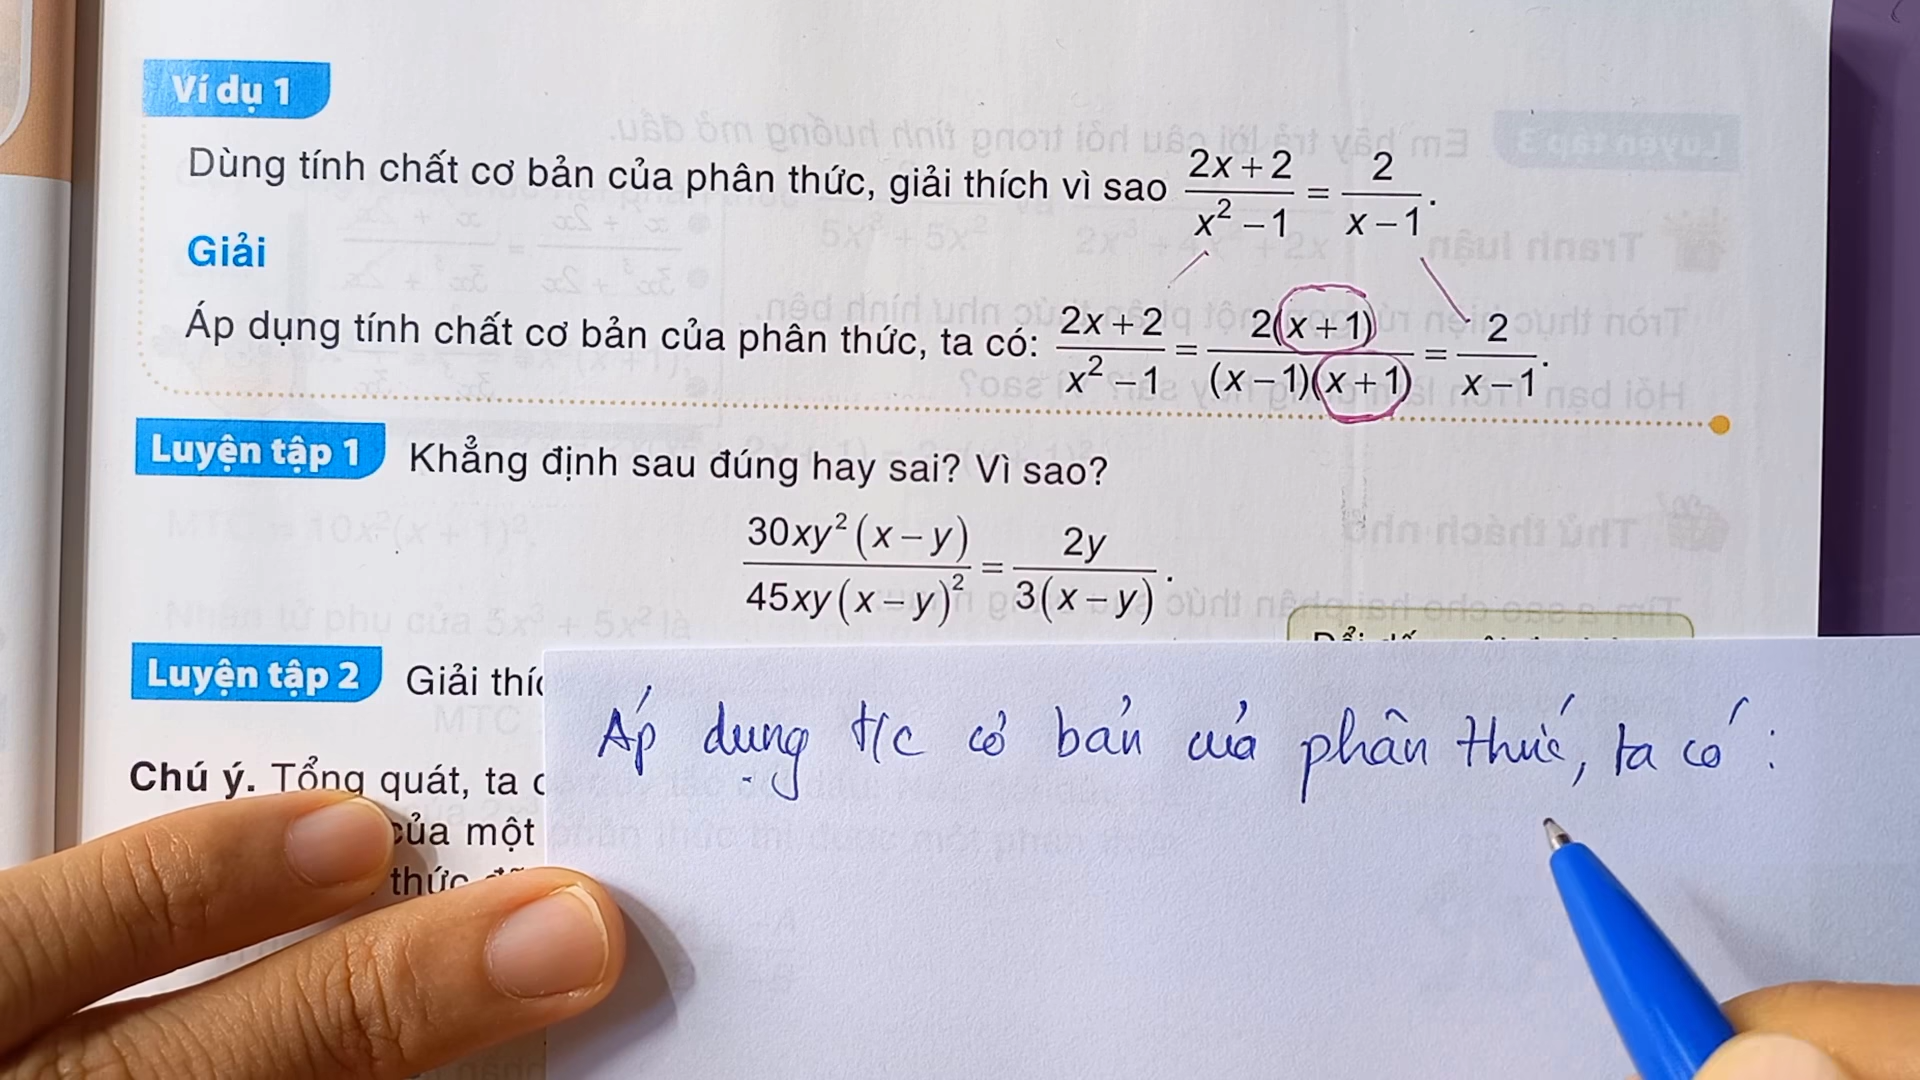 Ví dụ 1
Dùng tính chất cơ bản của phân thức, giải thích vì sao (2x+2)/(x²−1) = 2/(x−1).
Giải
Áp dụng tính chất cơ bản của phân thức, ta có: (2x+2)/(x²−1) = 2(x+1)/((x−1)(x+1)) = 2/(x−1).
Luyện tập 1 Khẳng định sau đúng hay sai? Vì sao?
30xy²(x−y)/(45xy(x−y)²) = 2y/(3(x−y)).
Luyện tập 2 Giải
Chú ý. Tổng quát, ta
của một
thức
Áp dụng t/c cơ bản của phân thức, ta có: